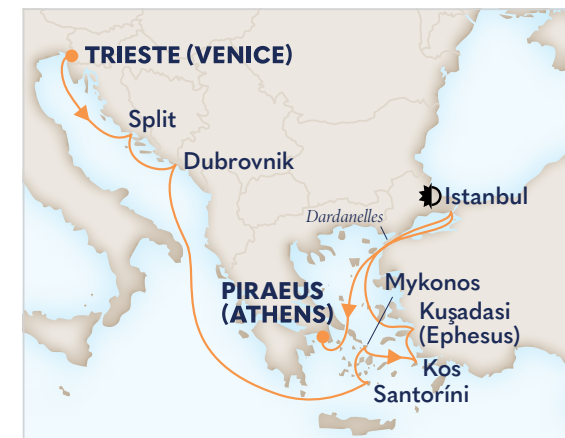 TRIESTE (VENICE)
Split
Dubrovnik
Istanbul
Dardanelles
Mykonos
PIRAEUS
(ATHENS)
Kuşadasi
(Ephesus)
Kos
Santoríni